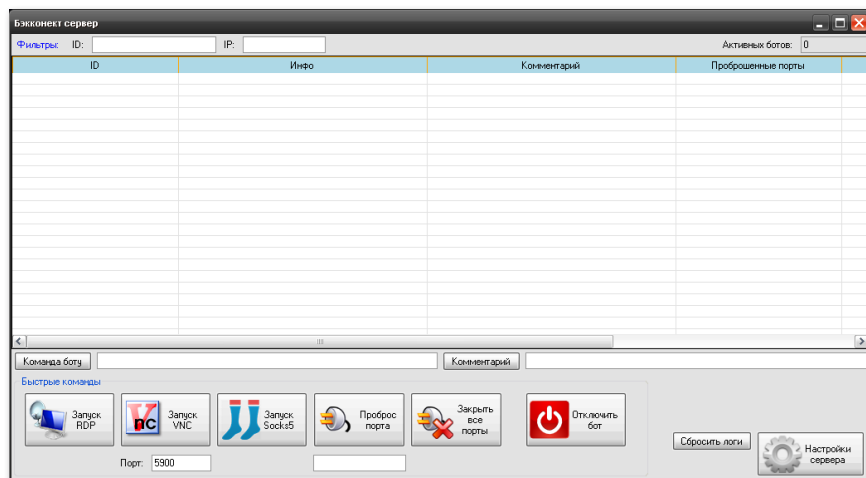 Бэкконект сервер
Фильтры: ID: IP: Активных ботов: 0
ID Инфо Комментарий Проброшенные порты
Команда боту Комментарий
Быстрые команды
Запуск RDP
Vnc
Запуск VNC
Запуск Socks5
Проброс порта
Закрыть все порты
Отключить бот
Сбросить логи
Настройки сервера
Порт: 5900